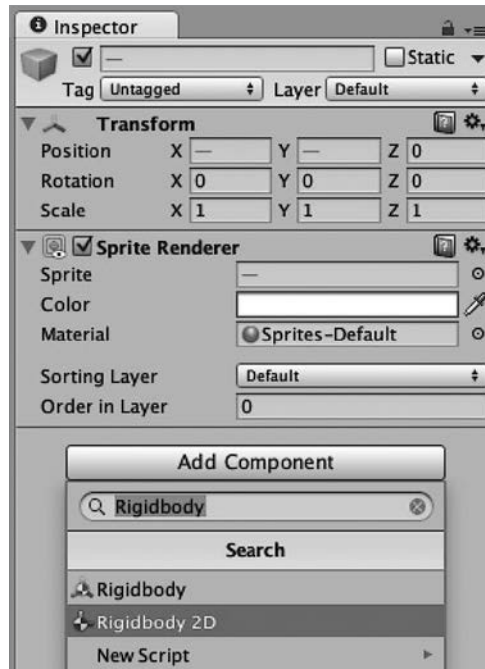 Inspector
— Static
Tag Untagged Layer Default
Transform
Position X — Y — Z 0
Rotation X 0 Y 0 Z 0
Scale X 1 Y 1 Z 1
Sprite Renderer
Sprite —
Color
Material Sprites-Default
Sorting Layer Default
Order in Layer 0
Add Component
Rigidbody
Search
Rigidbody
Rigidbody 2D
New Script